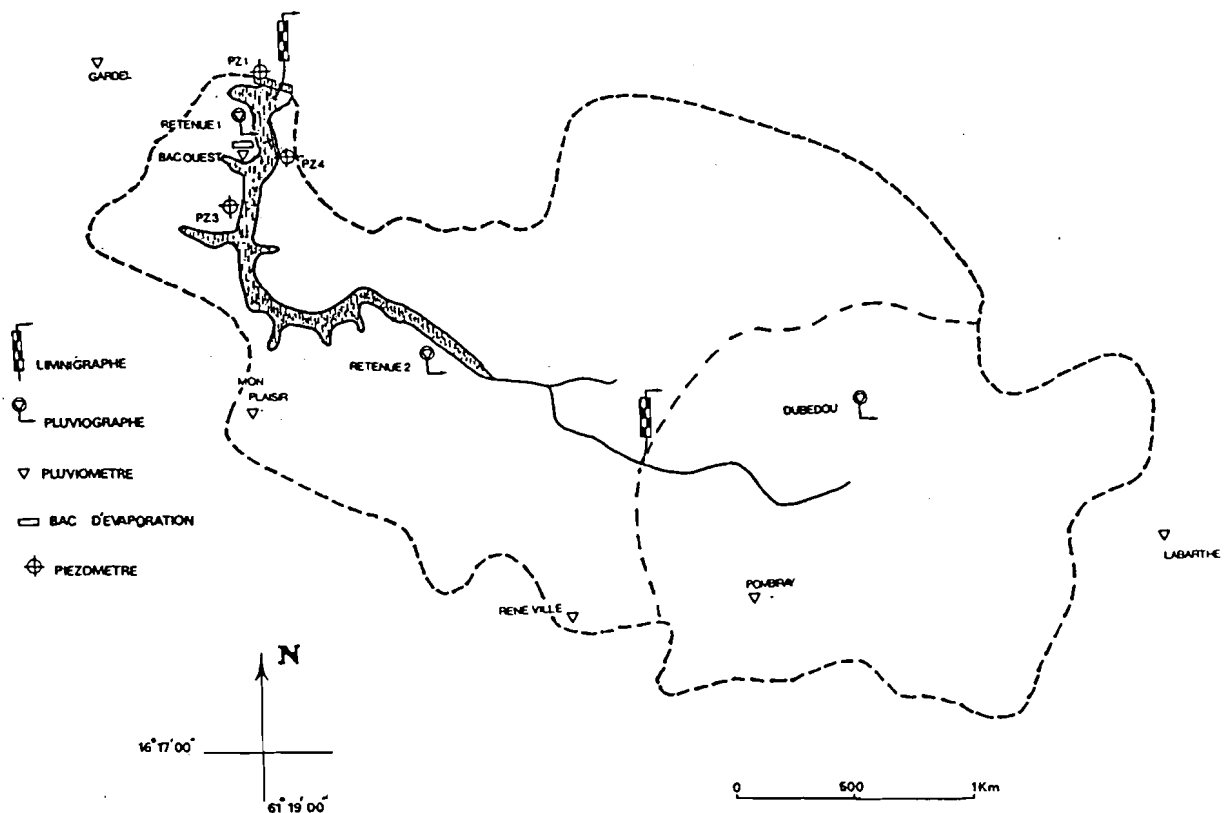 GARDEL
PZ1
RETENUE 1
BAC OUEST
PZ4
PZ3
RETENUE 2
MON
PLAISIR
DUBEDOU
LABARTHE
POMBRAY
RENE VILLE
LIMNIGRAPHE
PLUVIOGRAPHE
PLUVIOMETRE
BAC D'EVAPORATION
PIEZOMETRE
N
16° 17' 00"
61° 19' 00"
0 500 1Km